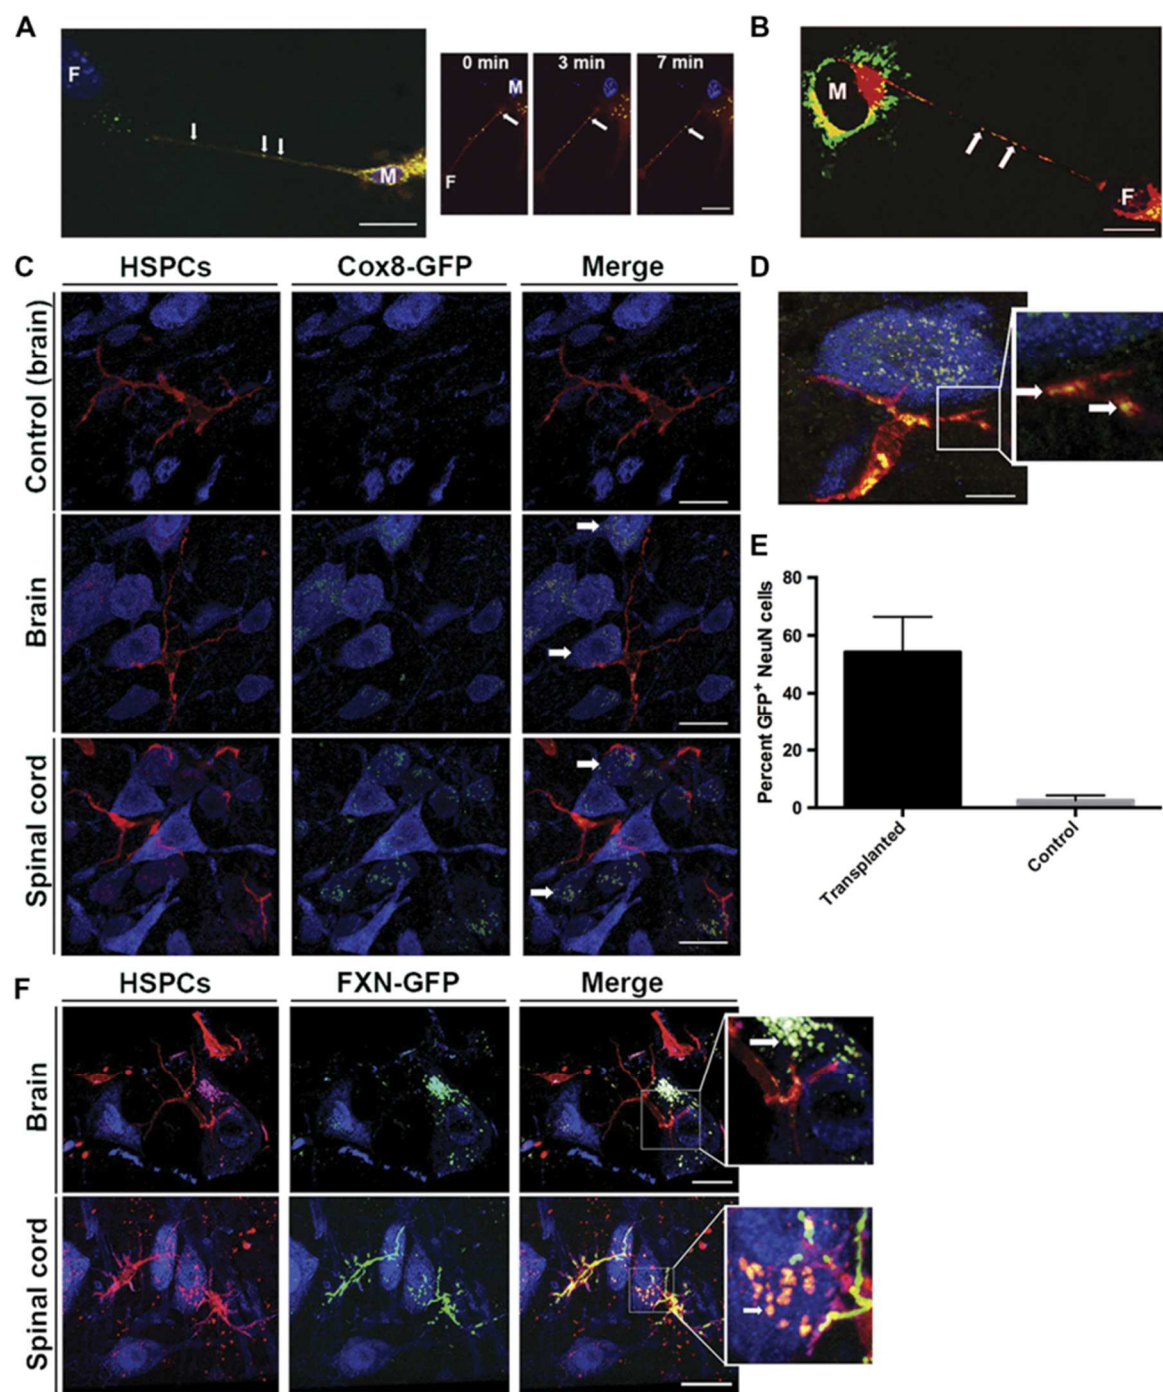 A
F
M
0 min
3 min
7 min
M
F
B
M
F
C
HSPCs
Cox8-GFP
Merge
Control (brain)
Brain
Spinal cord
D
E
Percent GFP⁺ NeuN cells
80
60
40
20
0
Transplanted
Control
F
HSPCs
FXN-GFP
Merge
Brain
Spinal cord